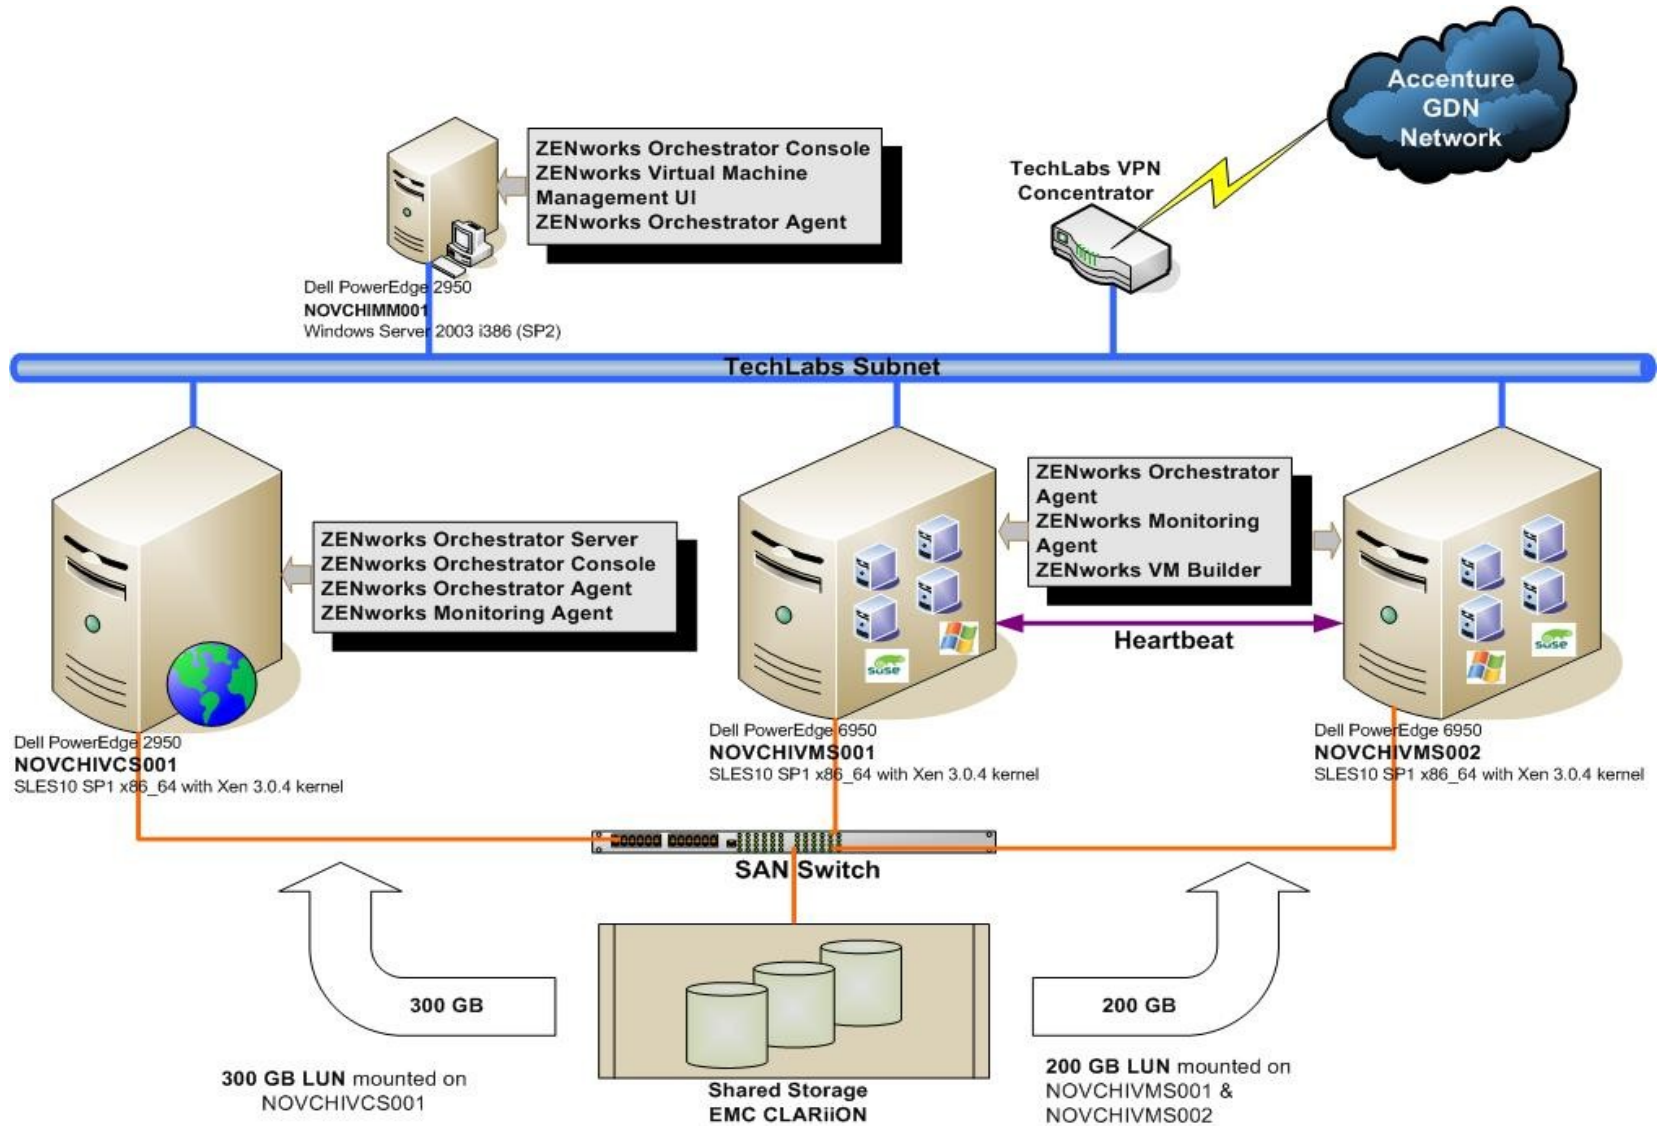 Accenture
GDN
Network
ZENworks Orchestrator Console
ZENworks Virtual Machine
Management UI
ZENworks Orchestrator Agent
TechLabs VPN
Concentrator
Dell PowerEdge 2950
NOVCHIMM001
Windows Server 2003 i386 (SP2)
TechLabs Subnet
ZENworks Orchestrator Server
ZENworks Orchestrator Console
ZENworks Orchestrator Agent
ZENworks Monitoring Agent
ZENworks Orchestrator
Agent
ZENworks Monitoring
Agent
ZENworks VM Builder
Heartbeat
suse
suse
Dell PowerEdge 2950
NOVCHIVCS001
SLES10 SP1 x86_64 with Xen 3.0.4 kernel
Dell PowerEdge 6950
NOVCHIVMS001
SLES10 SP1 x86_64 with Xen 3.0.4 kernel
Dell PowerEdge 6950
NOVCHIVMS002
SLES10 SP1 x86_64 with Xen 3.0.4 kernel
SAN Switch
300 GB
200 GB
300 GB LUN mounted on
NOVCHIVCS001
Shared Storage
EMC CLARiiON
200 GB LUN mounted on
NOVCHIVMS001 &
NOVCHIVMS002